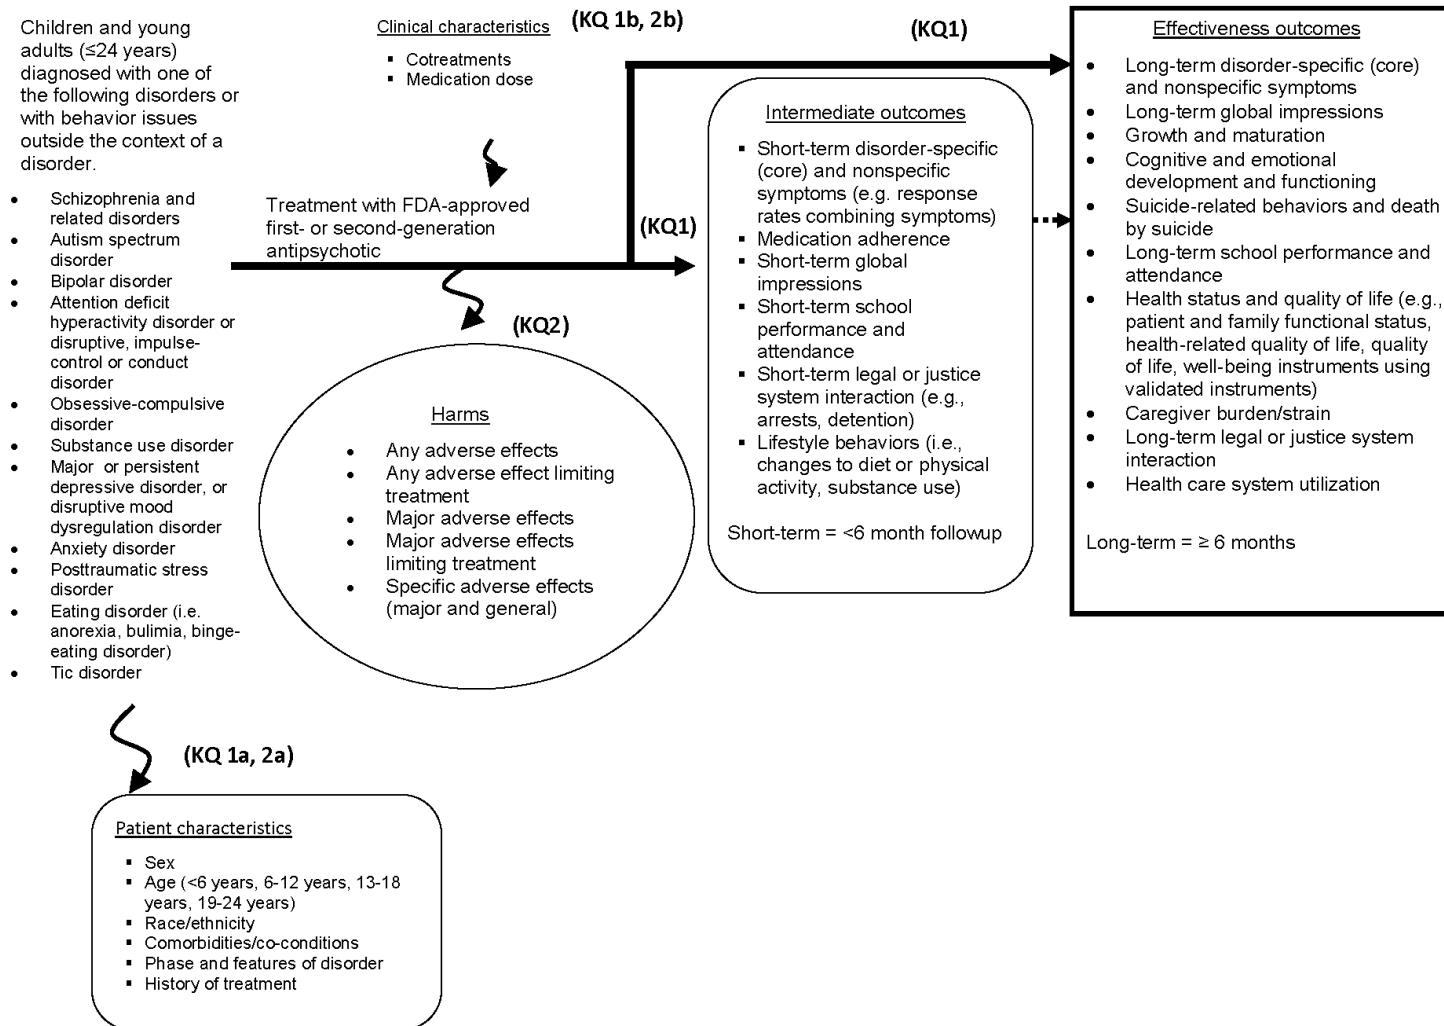 Children and young
adults (≤24 years)
diagnosed with one of
the following disorders or
with behavior issues
outside the context of a
disorder.
• Schizophrenia and
related disorders
• Autism spectrum
disorder
• Bipolar disorder
• Attention deficit
hyperactivity disorder or
disruptive, impulse-
control or conduct
disorder
• Obsessive-compulsive
disorder
• Substance use disorder
• Major or persistent
depressive disorder, or
disruptive mood
dysregulation disorder
• Anxiety disorder
• Posttraumatic stress
disorder
• Eating disorder (i.e.
anorexia, bulimia, binge-
eating disorder)
• Tic disorder
(KQ 1a, 2a)
Patient characteristics
▪ Sex
▪ Age (<6 years, 6-12 years, 13-18
years, 19-24 years)
▪ Race/ethnicity
▪ Comorbidities/co-conditions
▪ Phase and features of disorder
▪ History of treatment
Clinical characteristics
▪ Cotreatments
▪ Medication dose
(KQ 1b, 2b)
Treatment with FDA-approved
first- or second-generation
antipsychotic
(KQ1)
(KQ2)
Harms
• Any adverse effects
• Any adverse effect limiting
treatment
• Major adverse effects
• Major adverse effects
limiting treatment
• Specific adverse effects
(major and general)
(KQ1)
Intermediate outcomes
▪ Short-term disorder-specific
(core) and nonspecific
symptoms (e.g. response
rates combining symptoms)
▪ Medication adherence
▪ Short-term global
impressions
▪ Short-term school
performance and
attendance
▪ Short-term legal or justice
system interaction (e.g.,
arrests, detention)
▪ Lifestyle behaviors (i.e.,
changes to diet or physical
activity, substance use)
Short-term = <6 month followup
Effectiveness outcomes
• Long-term disorder-specific (core)
and nonspecific symptoms
• Long-term global impressions
• Growth and maturation
• Cognitive and emotional
development and functioning
• Suicide-related behaviors and death
by suicide
• Long-term school performance and
attendance
• Health status and quality of life (e.g.,
patient and family functional status,
health-related quality of life, quality
of life, well-being instruments using
validated instruments)
• Caregiver burden/strain
• Long-term legal or justice system
interaction
• Health care system utilization
Long-term = ≥ 6 months